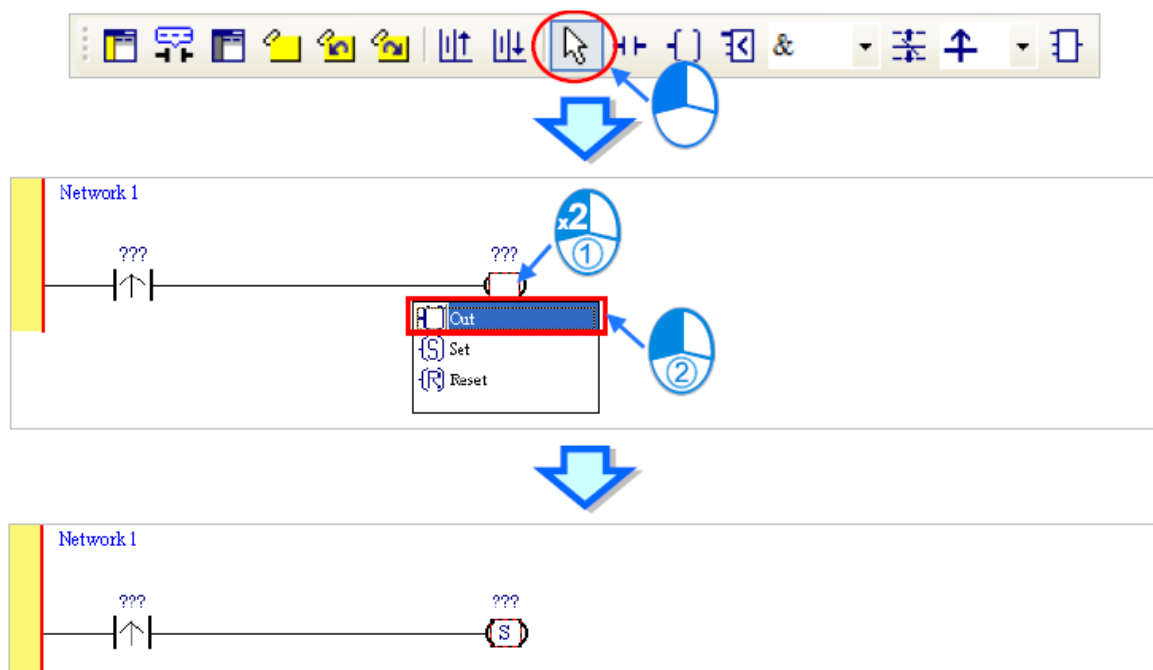 &
Network 1
x2
①
??? ???
Out
(S) Set
(R) Reset
②
Network 1
??? ???
S